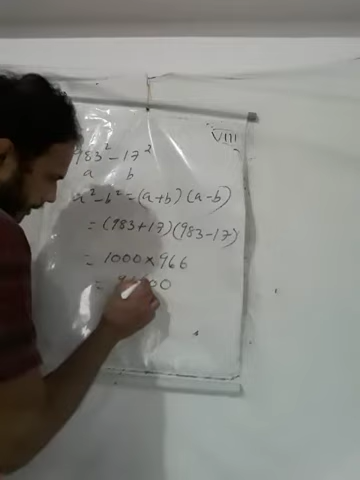 VIII
983² - 17²
a b
a² - b² = (a+b) (a-b)
= (983+17) (983-17)
= 1000 × 966
=